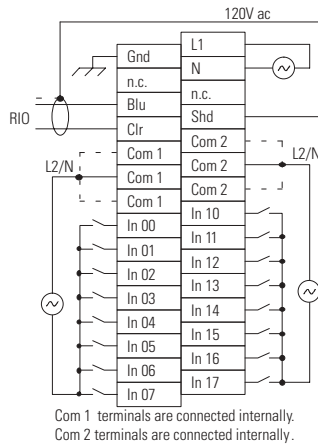 120V ac
L1
Gnd
N
n.c.
n.c.
Blu
Shd
RIO
Clr
Com 2
Com 1
L2/N
L2/N
Com 2
Com 1
Com 2
Com 1
In 10
In 00
In 11
In 01
In 12
In 02
In 13
In 03
In 14
In 04
In 15
In 05
In 16
In 06
In 17
In 07
Com 1 terminals are connected internally.
Com 2 terminals are connected internally.